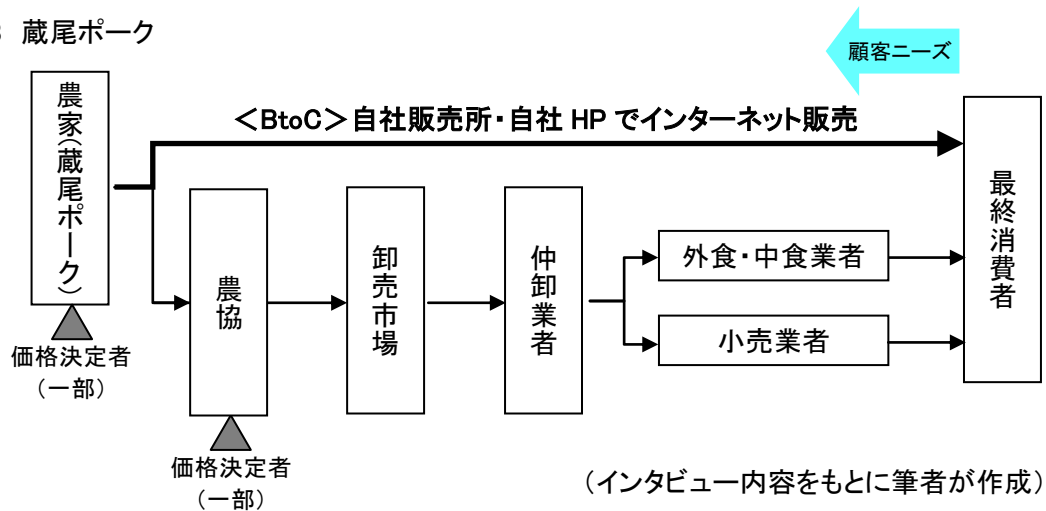 蔵尾ポーク
顧客ニーズ
農家(蔵尾ポーク)
<BtoC>自社販売所・自社 HP でインターネット販売
最終消費者
農協
卸売市場
仲卸業者
外食・中食業者
小売業者
価格決定者
(一部)
価格決定者
(一部)
(インタビュー内容をもとに筆者が作成)